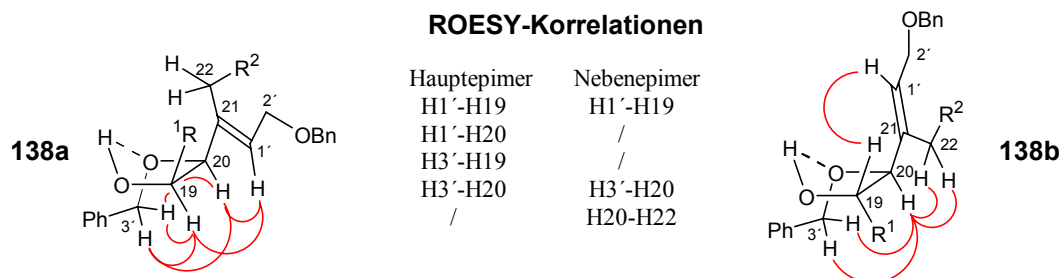 ROESY-Korrelationen
Hauptepimer Nebenepimer
H1´-H19 H1´-H19
H1´-H20 /
H3´-H19 /
H3´-H20 H3´-H20
/ H20-H22
138a
H
22
R²
H
21
2´
OBn
R¹
H
O
20
1´
O
19
H
H
H
H
Ph
3´
H
138b
OBn
2´
H
1´
R²
21
H
22
H
O
20
H
H
O
19
H
H
R¹
Ph
3´
H